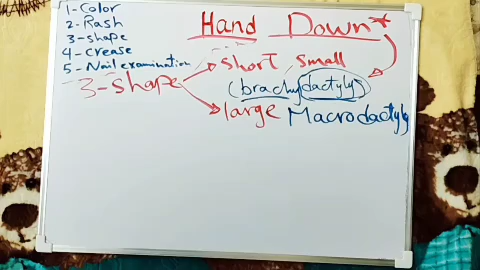 1-Color
2-Rash
3-shape
4-crease
5-Nail examination
Hand Down*
3-shape
short, small
(brachydactyly)
large Macrodactyly